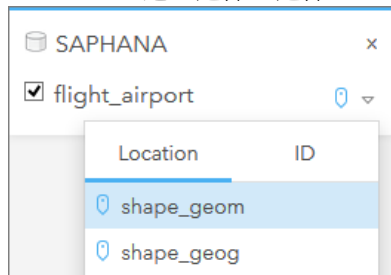 SAPHANA ×
flight_airport
Location ID
shape_geom
shape_geog